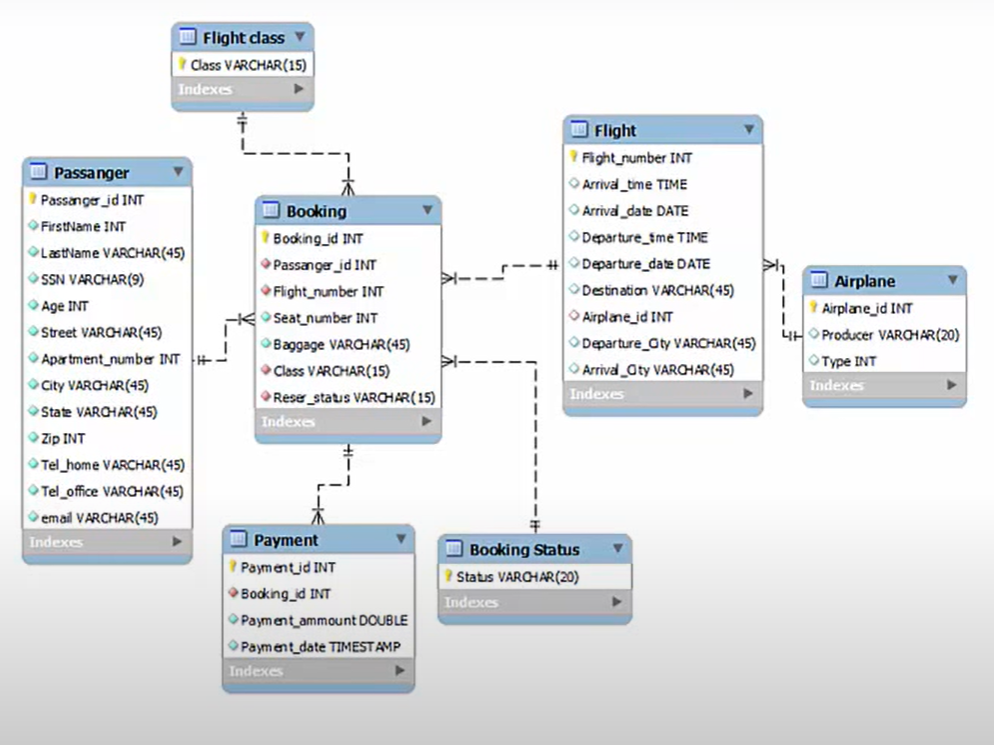 Flight class
Class VARCHAR(15)
Indexes
Passanger
Passanger_id INT
FirstName INT
LastName VARCHAR(45)
SSN VARCHAR(9)
Age INT
Street VARCHAR(45)
Apartment_number INT
City VARCHAR(45)
State VARCHAR(45)
Zip INT
Tel_home VARCHAR(45)
Tel_office VARCHAR(45)
email VARCHAR(45)
Indexes
Booking
Booking_id INT
Passanger_id INT
Flight_number INT
Seat_number INT
Baggage VARCHAR(45)
Class VARCHAR(15)
Reser_status VARCHAR(15)
Indexes
Flight
Flight_number INT
Arrival_time TIME
Arrival_date DATE
Departure_time TIME
Departure_date DATE
Destination VARCHAR(45)
Airplane_id INT
Departure_City VARCHAR(45)
Arrival_City VARCHAR(45)
Indexes
Airplane
Airplane_id INT
Producer VARCHAR(20)
Type INT
Indexes
Payment
Payment_id INT
Booking_id INT
Payment_ammount DOUBLE
Payment_date TIMESTAMP
Indexes
Booking Status
Status VARCHAR(20)
Indexes